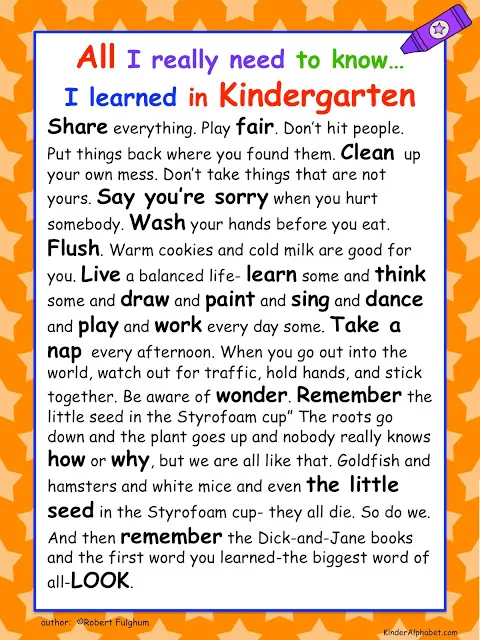 All I really need to know...
I learned in Kindergarten
Share everything. Play fair. Don't hit people.
Put things back where you found them. Clean up
your own mess. Don't take things that are not
yours. Say you're sorry when you hurt
somebody. Wash your hands before you eat.
Flush. Warm cookies and cold milk are good for
you. Live a balanced life- learn some and think
some and draw and paint and sing and dance
and play and work every day some. Take a
nap every afternoon. When you go out into the
world, watch out for traffic, hold hands, and stick
together. Be aware of wonder. Remember the
little seed in the Styrofoam cup” The roots go
down and the plant goes up and nobody really knows
how or why, but we are all like that. Goldfish and
hamsters and white mice and even the little
seed in the Styrofoam cup- they all die. So do we.
And then remember the Dick-and-Jane books
and the first word you learned-the biggest word of
all-LOOK.
author: ©Robert Fulghum.
KinderAlphabet.com